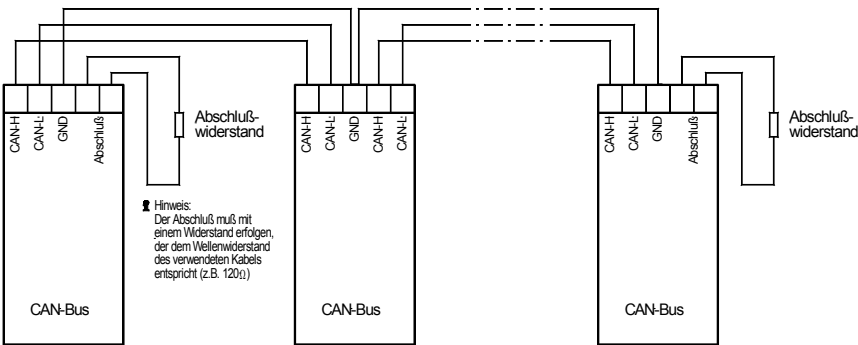 CAN-H
CAN-L
GND
Abschluß
Abschluß-
widerstand
Hinweis:
Der Abschluß muß mit
einem Widerstand erfolgen,
der dem Wellenwiderstand
des verwendeten Kabels
entspricht (z.B. 120Ω)
CAN-Bus
CAN-H
CAN-L
GND
CAN-H
CAN-L
CAN-Bus
CAN-H
CAN-L
GND
Abschluß
Abschluß-
widerstand
CAN-Bus